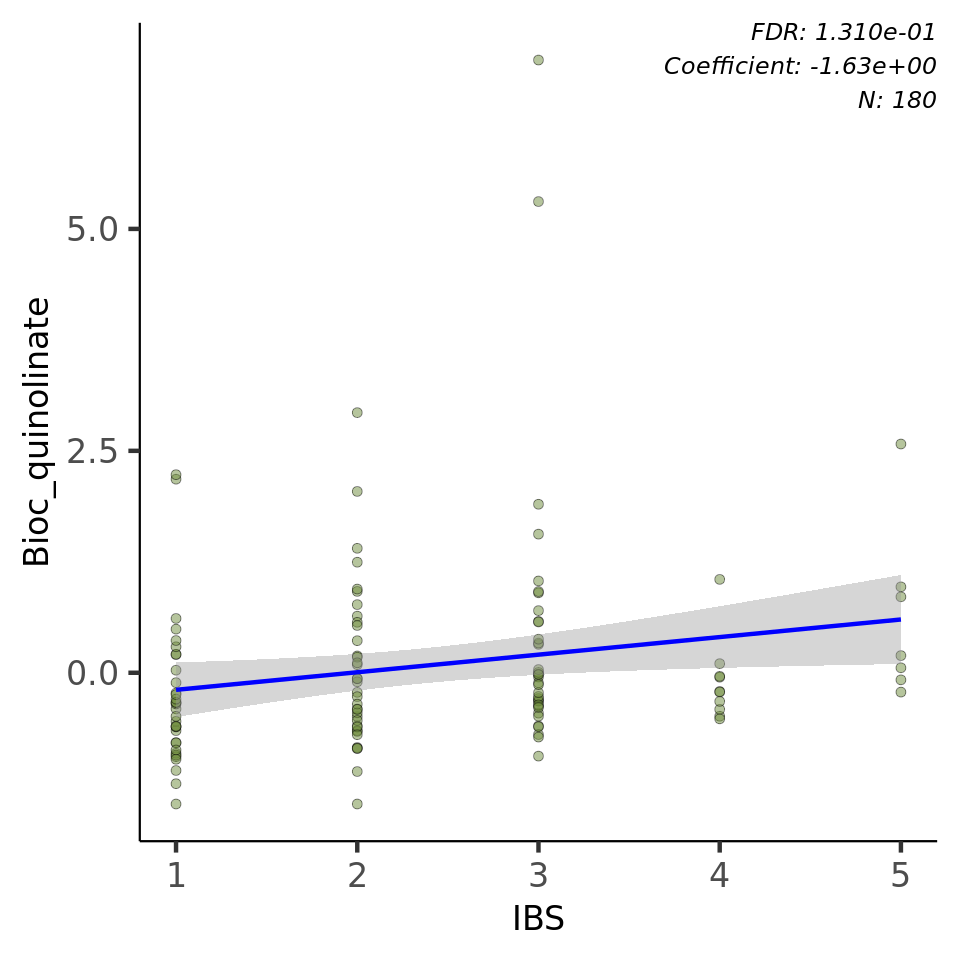 FDR: 1.310e-01
Coefficient: -1.63e+00
N: 180
5.0
2.5
0.0
Bioc_quinolinate
1 2 3 4 5
IBS